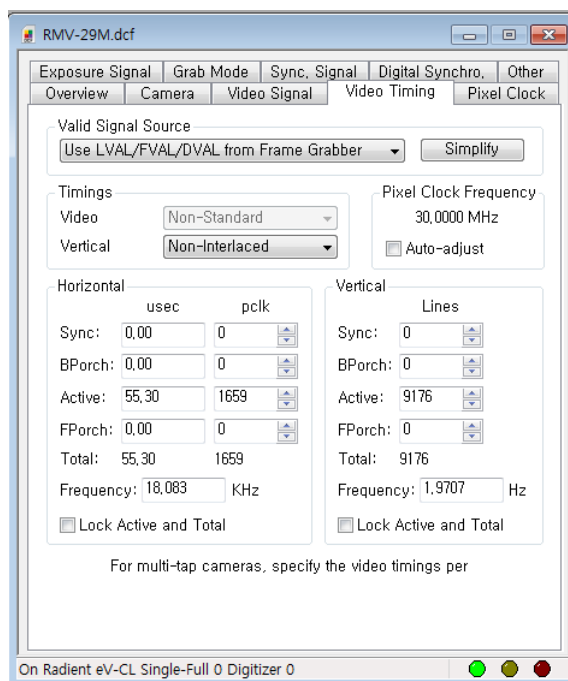 RMV-29M.dcf
Exposure Signal Grab Mode Sync, Signal Digital Synchro, Other
Overview Camera Video Signal Video Timing Pixel Clock
Valid Signal Source
Use LVAL/FVAL/DVAL from Frame Grabber Simplify
Timings
Video Non-Standard
Vertical Non-Interlaced
Pixel Clock Frequency
30,0000 MHz
Auto-adjust
Horizontal
usec pclk
Sync: 0,00 0
BPorch: 0,00 0
Active: 55,30 1659
FPorch: 0,00 0
Total: 55,30 1659
Frequency: 18,083 KHz
Lock Active and Total
Vertical
Lines
Sync: 0
BPorch: 0
Active: 9176
FPorch: 0
Total: 9176
Frequency: 1,9707 Hz
Lock Active and Total
For multi-tap cameras, specify the video timings per
On Radient eV-CL Single-Full 0 Digitizer 0